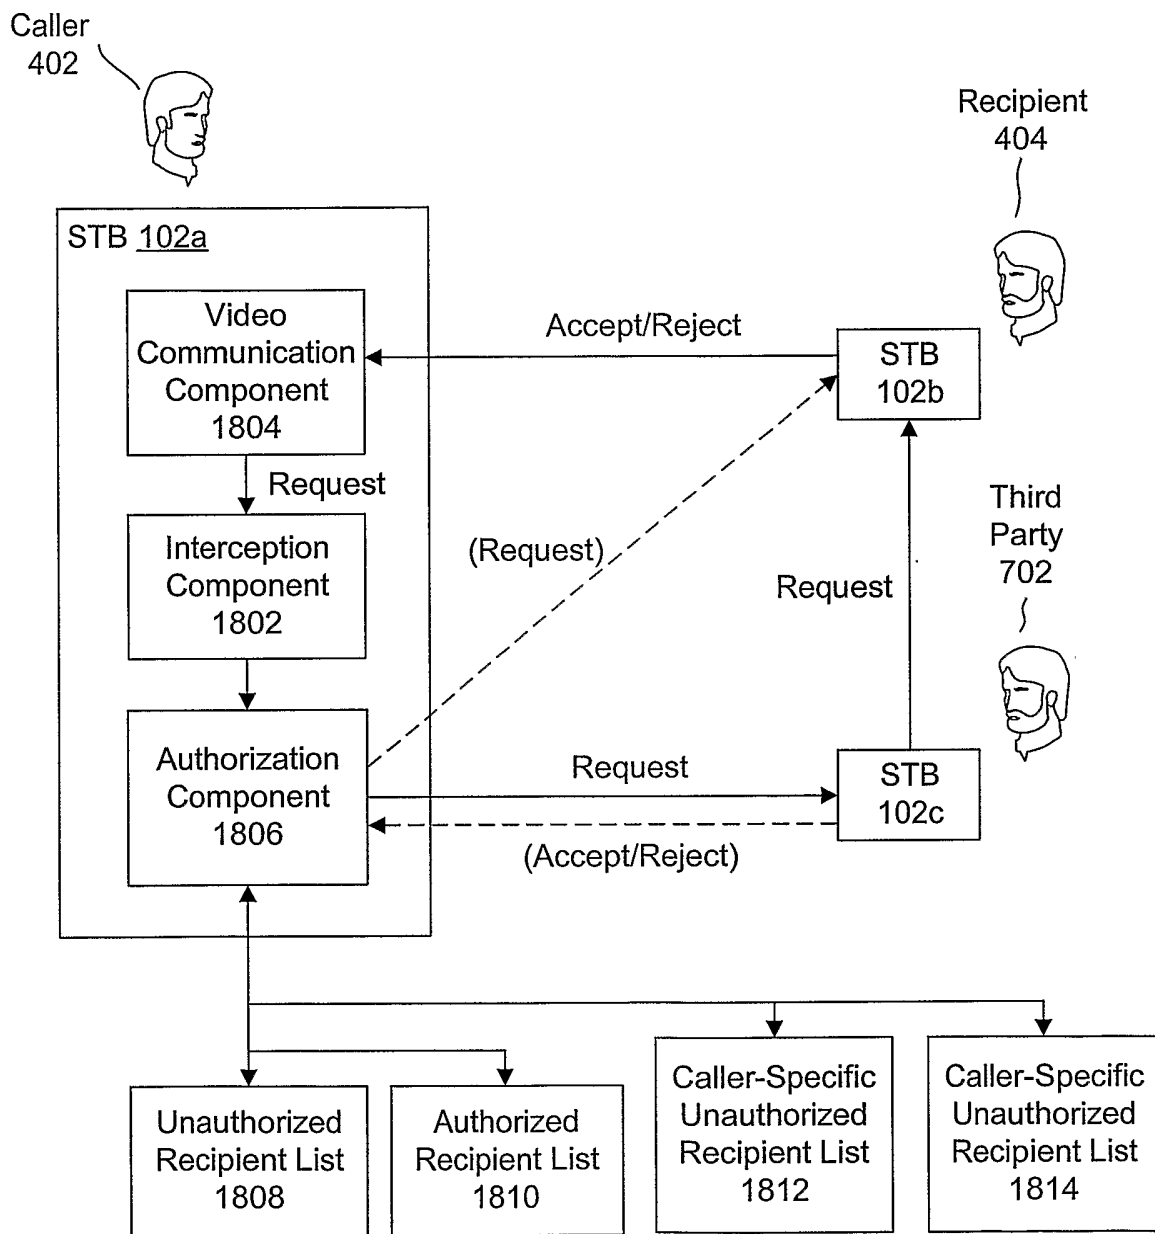 Caller
402
Recipient
404
STB 102a
Video
Communication
Component
1804
Accept/Reject
STB
102b
Request
Third
Party
702
Interception
Component
1802
(Request)
Request
Authorization
Component
1806
Request
STB
102c
(Accept/Reject)
Unauthorized
Recipient List
1808
Authorized
Recipient List
1810
Caller-Specific
Unauthorized
Recipient List
1812
Caller-Specific
Unauthorized
Recipient List
1814